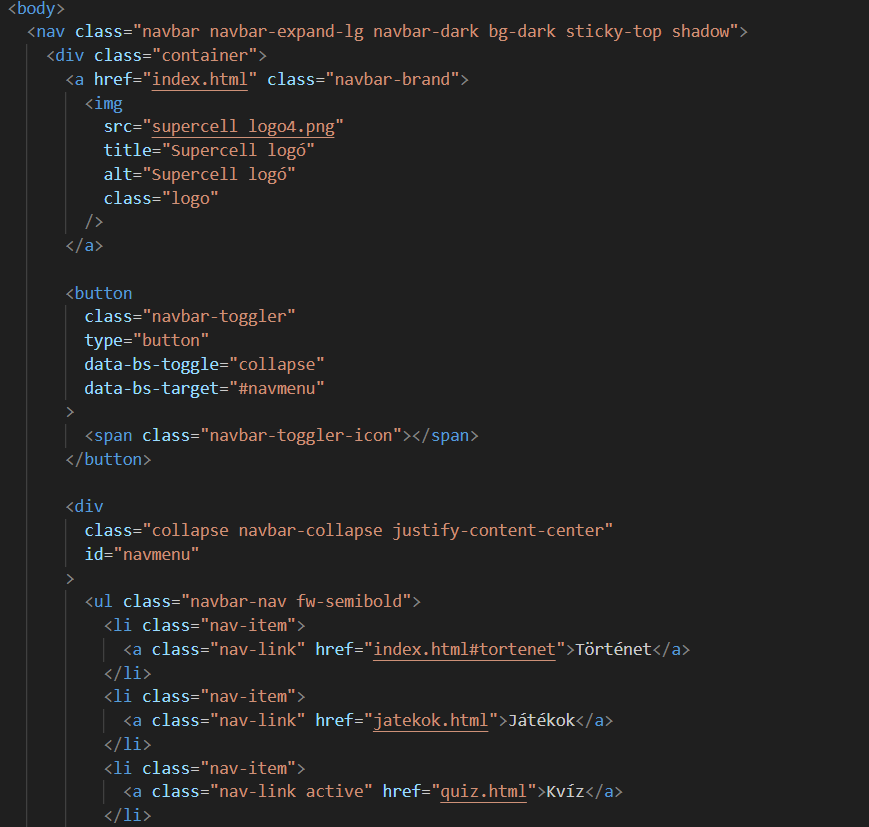 <body>
<nav class="navbar navbar-expand-lg navbar-dark bg-dark sticky-top shadow">
<div class="container">
<a href="index.html" class="navbar-brand">
<img
src="supercell logo4.png"
title="Supercell logó"
alt="Supercell logó"
class="logo"
/>
</a>
<button
class="navbar-toggler"
type="button"
data-bs-toggle="collapse"
data-bs-target="#navmenu"
>
<span class="navbar-toggler-icon"></span>
</button>
<div
class="collapse navbar-collapse justify-content-center"
id="navmenu"
>
<ul class="navbar-nav fw-semibold">
<li class="nav-item">
<a class="nav-link" href="index.html#tortenet">Történet</a>
</li>
<li class="nav-item">
<a class="nav-link" href="jatekok.html">Játékok</a>
</li>
<li class="nav-item">
<a class="nav-link active" href="quiz.html">Kvíz</a>
</li>